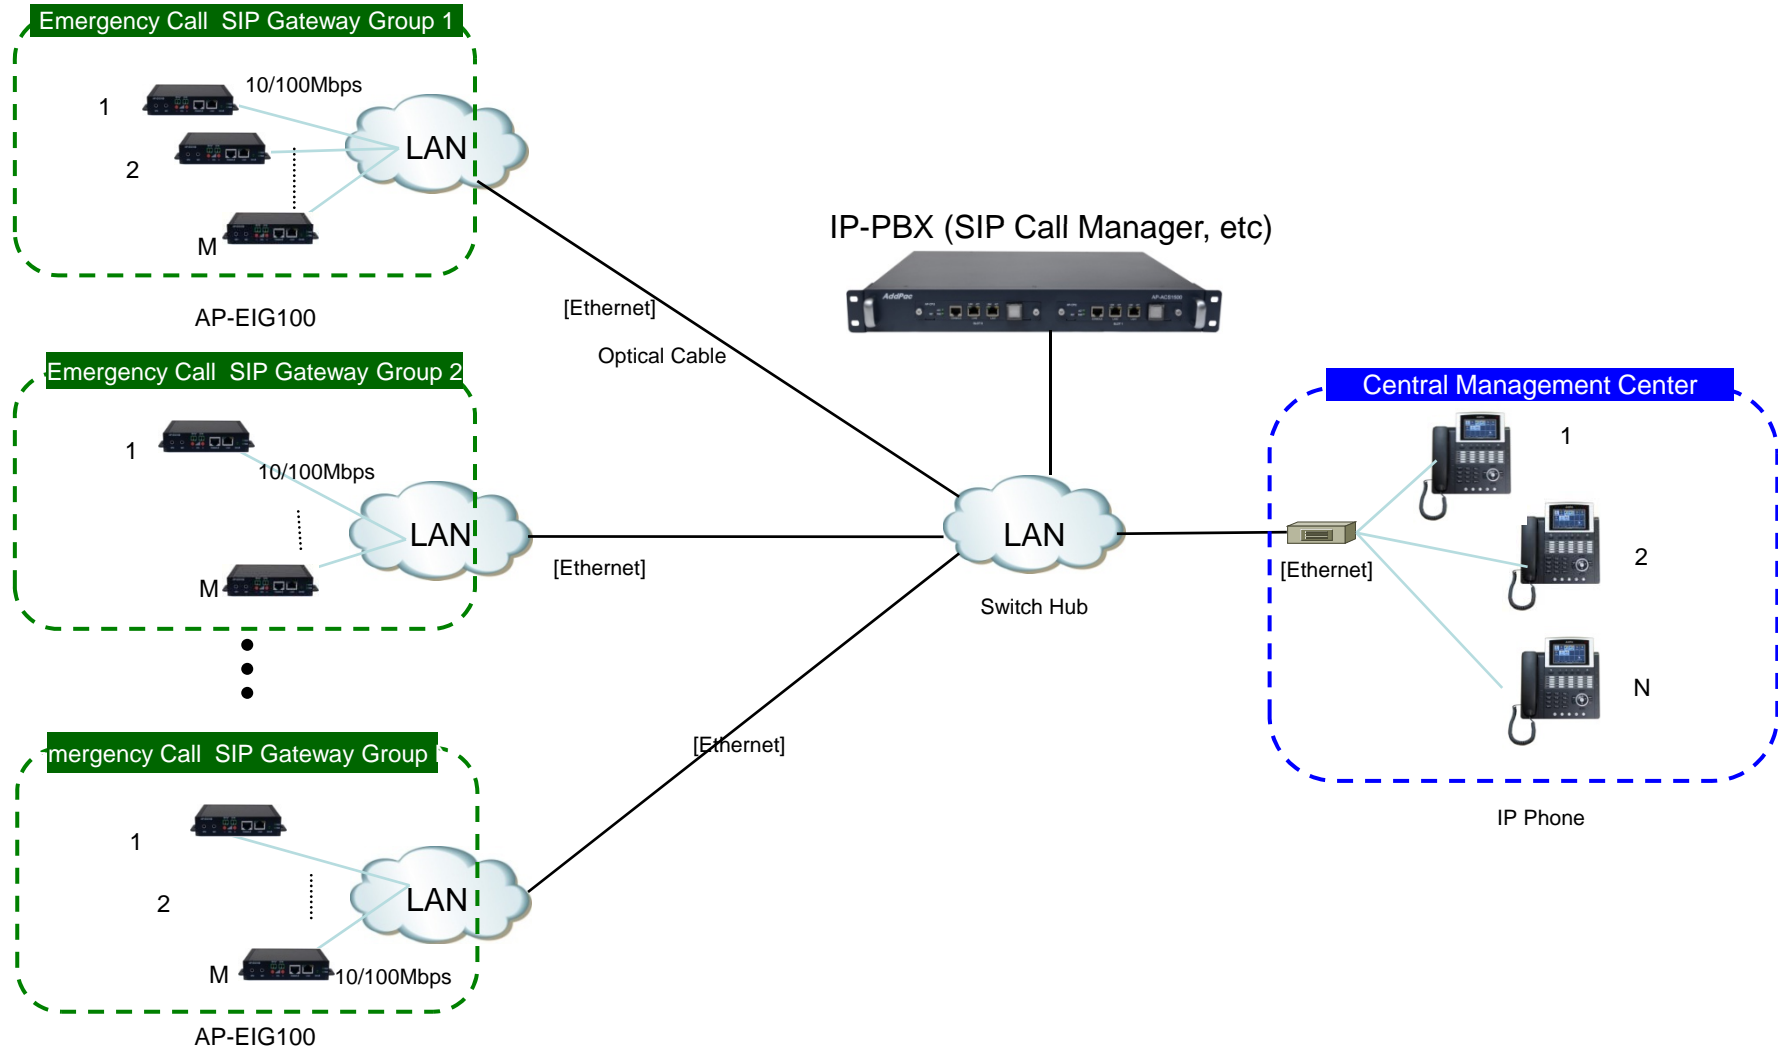 Emergency Call  SIP Gateway Group 1
10/100Mbps
1
LAN
2
M
AP-EIG100
IP-PBX (SIP Call Manager, etc)
AddPac
AP-ACS1500
[Ethernet]
Optical Cable
Emergency Call  SIP Gateway Group 2
1
10/100Mbps
LAN
M
[Ethernet]
LAN
Switch Hub
Central Management Center
1
2
N
[Ethernet]
IP Phone
mergency Call  SIP Gateway Group
[Ethernet]
1
2
LAN
M
10/100Mbps
AP-EIG100